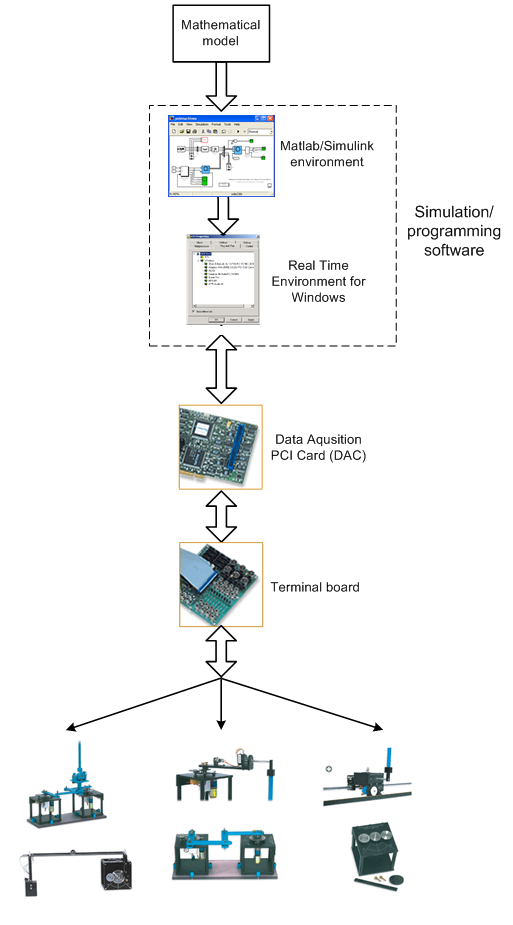 Mathematical
model
Matlab/Simulink
environment
Simulation/
programming
software
Real Time
Environment for
Windows
Data Aqusition
PCI Card (DAC)
Terminal board